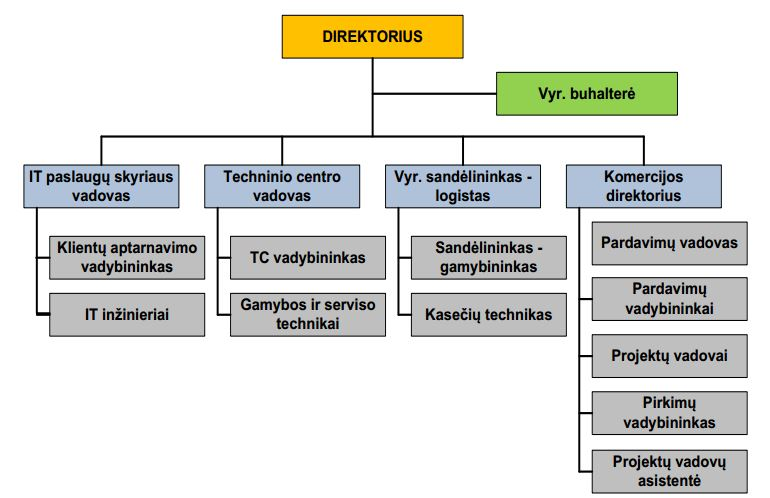 DIREKTORIUS
Vyr. buhalterė
IT paslaugų skyriaus
vadovas
Techninio centro
vadovas
Vyr. sandėlininkas -
logistas
Komercijos
direktorius
Klientų aptarnavimo
vadybininkas
IT inžinieriai
TC vadybininkas
Gamybos ir serviso
technikai
Sandėlininkas -
gamybininkas
Kasečių technikas
Pardavimų vadovas
Pardavimų
vadybininkai
Projektų vadovai
Pirkimų
vadybininkas
Projektų vadovų
asistentė